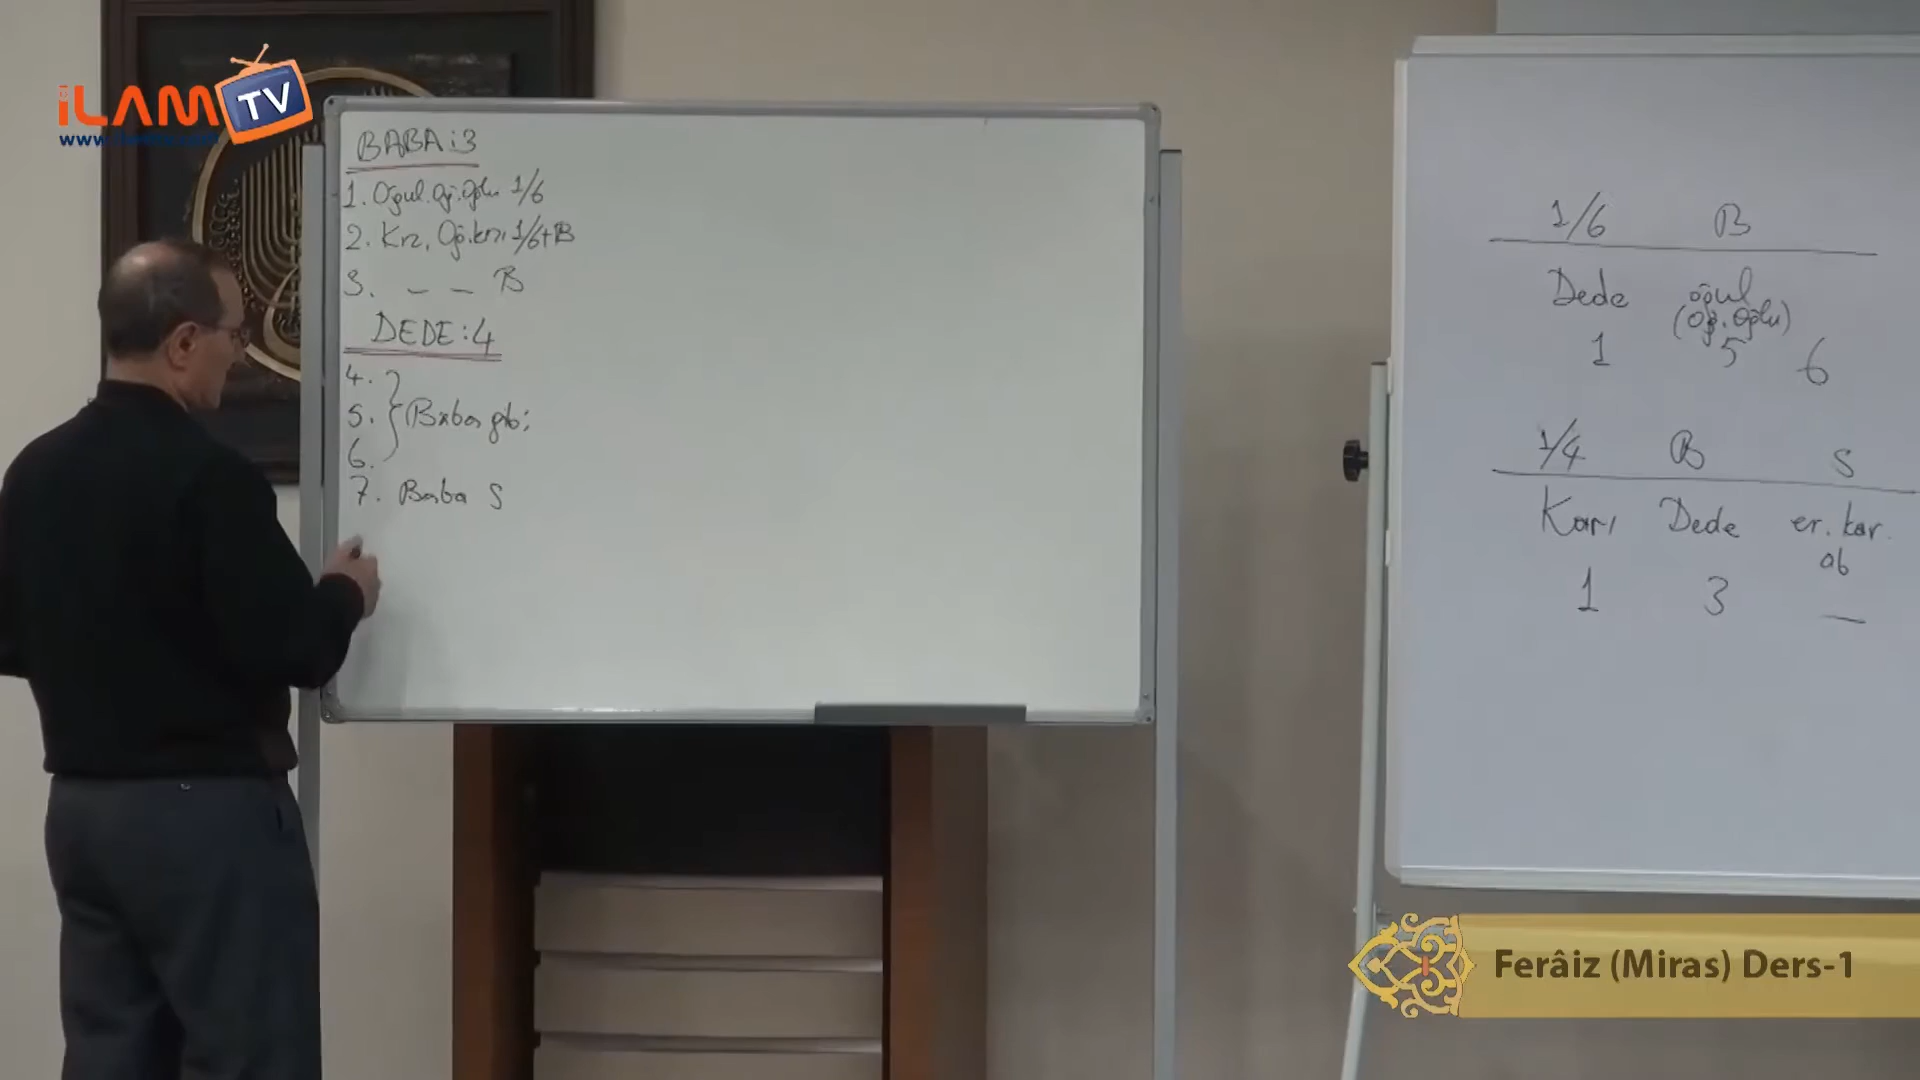 iLAM TV
BABA:3
1. Oğul.Oğ.Oğlu 1/6
2. Kız, Oğ.kızı 1/6+B
3. _ _ B
DEDE:4
4.
5. } Baba gibi
6.
7. Baba S
1/6 B
Dede oğul
(Oğ.Oğlu)
1 5 6
1/4 B S
Karı Dede er. kar.
ab
1 3 —
Ferâiz (Miras) Ders-1